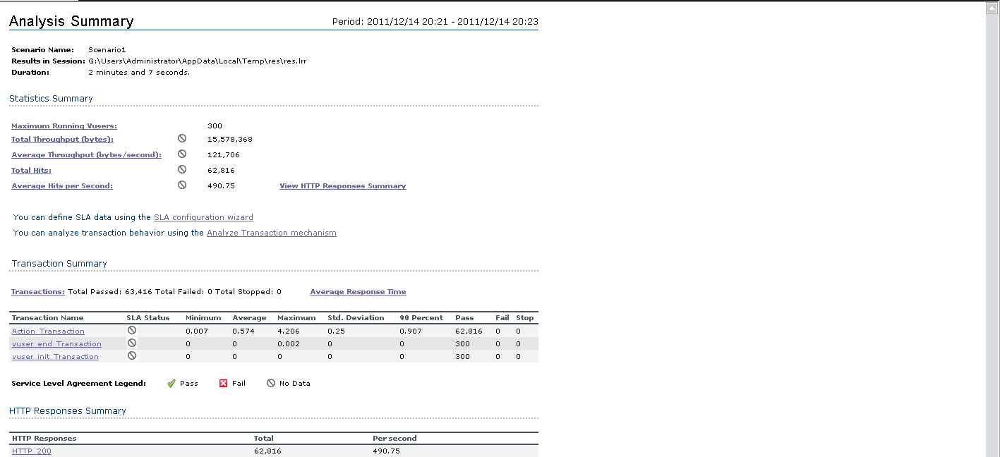 Analysis Summary Period: 2011/12/14 20:21 - 2011/12/14 20:23
Scenario Name: Scenario1
Results in Session: G:\Users\Administrator\AppData\Local\Temp\res\res.lrr
Duration: 2 minutes and 7 seconds.
Statistics Summary
Maximum Running Vusers: 300
Total Throughput (bytes): 15,578,368
Average Throughput (bytes/second): 121,706
Total Hits: 62,816
Average Hits per Second: 490.75 View HTTP Responses Summary
You can define SLA data using the SLA configuration wizard
You can analyze transaction behavior using the Analyze Transaction mechanism
Transaction Summary
Transactions: Total Passed: 63,416 Total Failed: 0 Total Stopped: 0 Average Response Time
Transaction Name SLA Status Minimum Average Maximum Std. Deviation 90 Percent Pass Fail Stop
Action_Transaction 0.007 0.574 4.206 0.25 0.907 62,816 0 0
vuser_end_Transaction 0 0 0.002 0 0 300 0 0
vuser_init_Transaction 0 0 0 0 0 300 0 0
Service Level Agreement Legend: Pass Fail No Data
HTTP Responses Summary
HTTP Responses Total Per second
HTTP_200 62,816 490.75